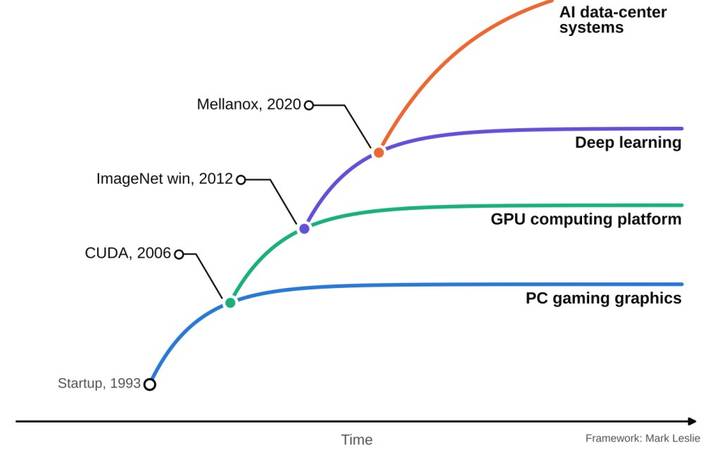 AI data-center
systems
Mellanox, 2020
Deep learning
ImageNet win, 2012
GPU computing platform
CUDA, 2006
PC gaming graphics
Startup, 1993
Time
Framework: Mark Leslie